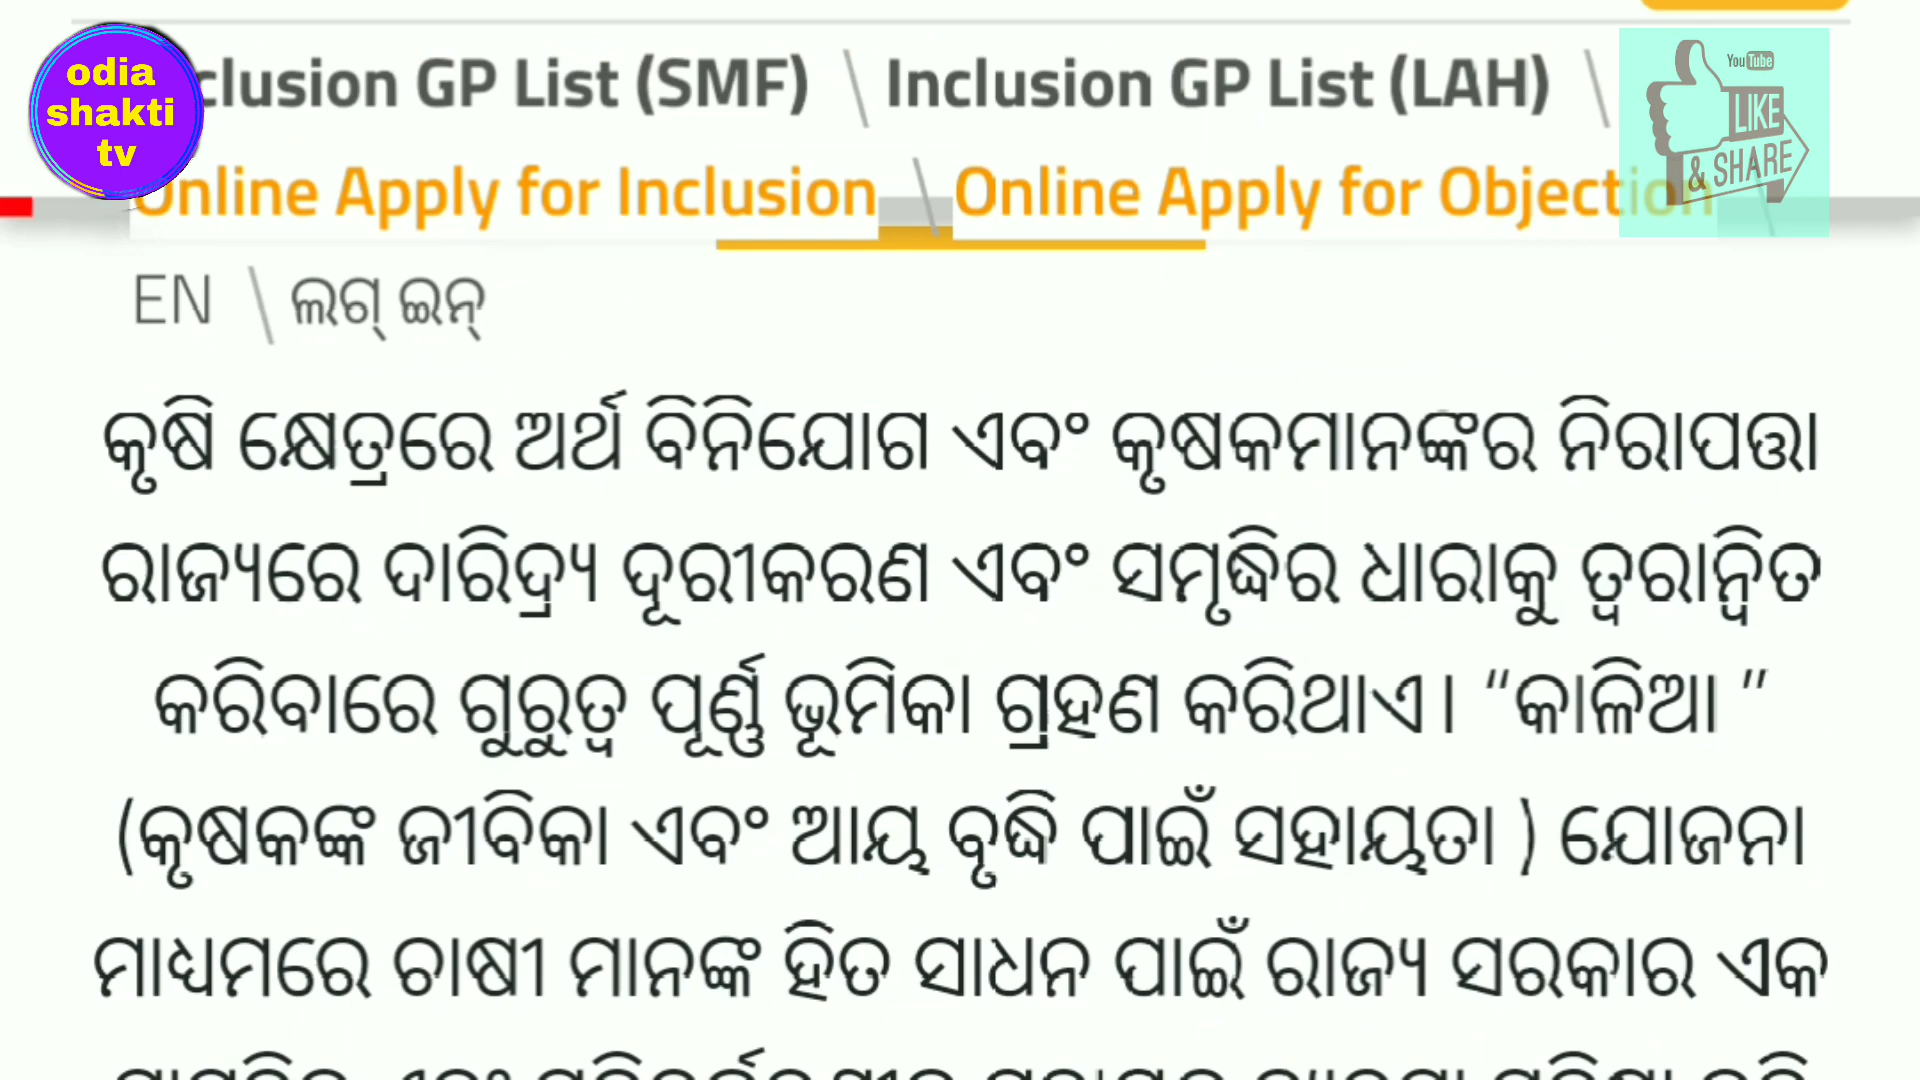 odia
shakti
tv
clusion GP List (SMF) \ Inclusion GP List (LAH) \
YouTube
LIKE
& SHARE
Online Apply for Inclusion \ Online Apply for Objection \
EN \ ଲଗ୍ ଇନ୍
କୃଷି କ୍ଷେତ୍ରରେ ଅର୍ଥ ବିନିଯୋଗ ଏବଂ କୃଷକମାନଙ୍କର ନିରାପତ୍ତା
ରାଜ୍ୟରେ ଦାରିଦ୍ର୍ୟ ଦୂରୀକରଣ ଏବଂ ସମୃଦ୍ଧିର ଧାରାକୁ ତ୍ୱରାନ୍ୱିତ
କରିବାରେ ଗୁରୁତ୍ୱ ପୂର୍ଣ୍ଣ ଭୂମିକା ଗ୍ରହଣ କରିଥାଏ । “କାଳିଆ ”
(କୃଷକଙ୍କ ଜୀବିକା ଏବଂ ଆୟ ବୃଦ୍ଧି ପାଇଁ ସହାୟତା ) ଯୋଜନା
ମାଧ୍ୟମରେ ଚାଷୀ ମାନଙ୍କ ହିତ ସାଧନ ପାଇଁ ରାଜ୍ୟ ସରକାର ଏକ